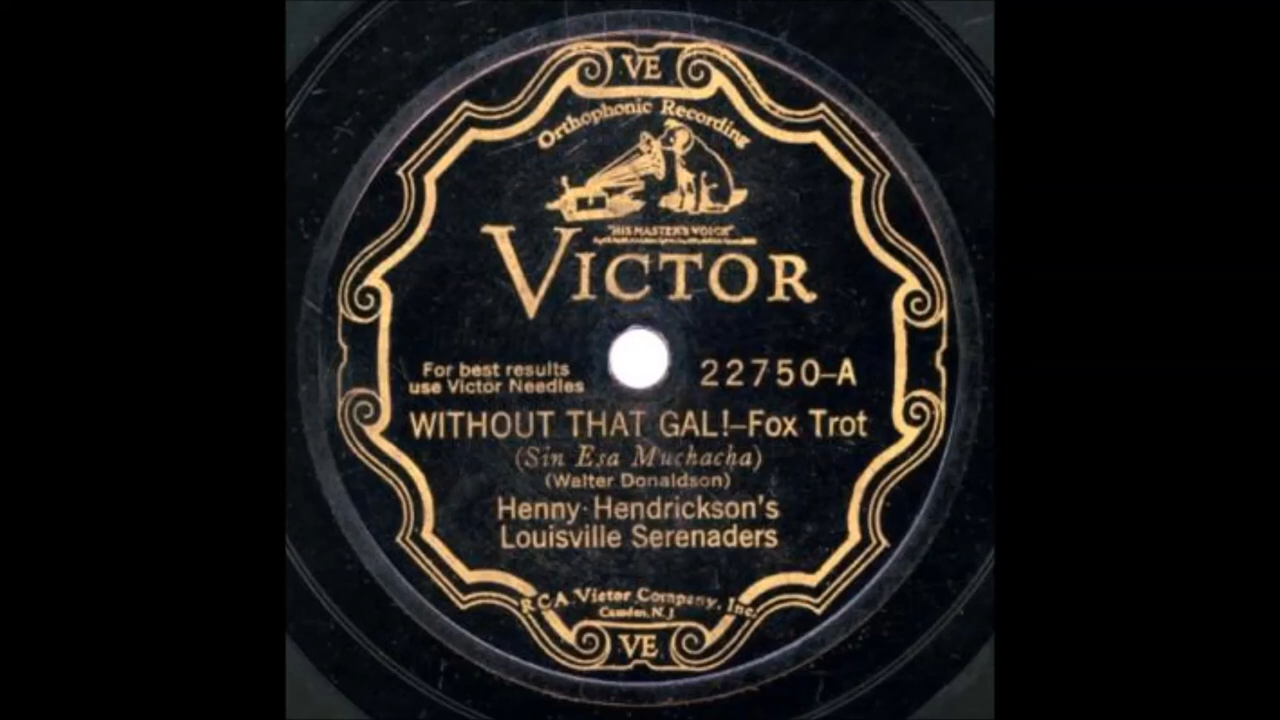 VE
Orthophonic Recording
"HIS MASTER'S VOICE"
VICTOR
For best results
use Victor Needles
22750-A
WITHOUT THAT GAL!-Fox Trot
(Sin Esa Muchacha)
(Walter Donaldson)
Henny Hendrickson's
Louisville Serenaders
RCA Victor Company, Inc.
Camden, N.J.
VE